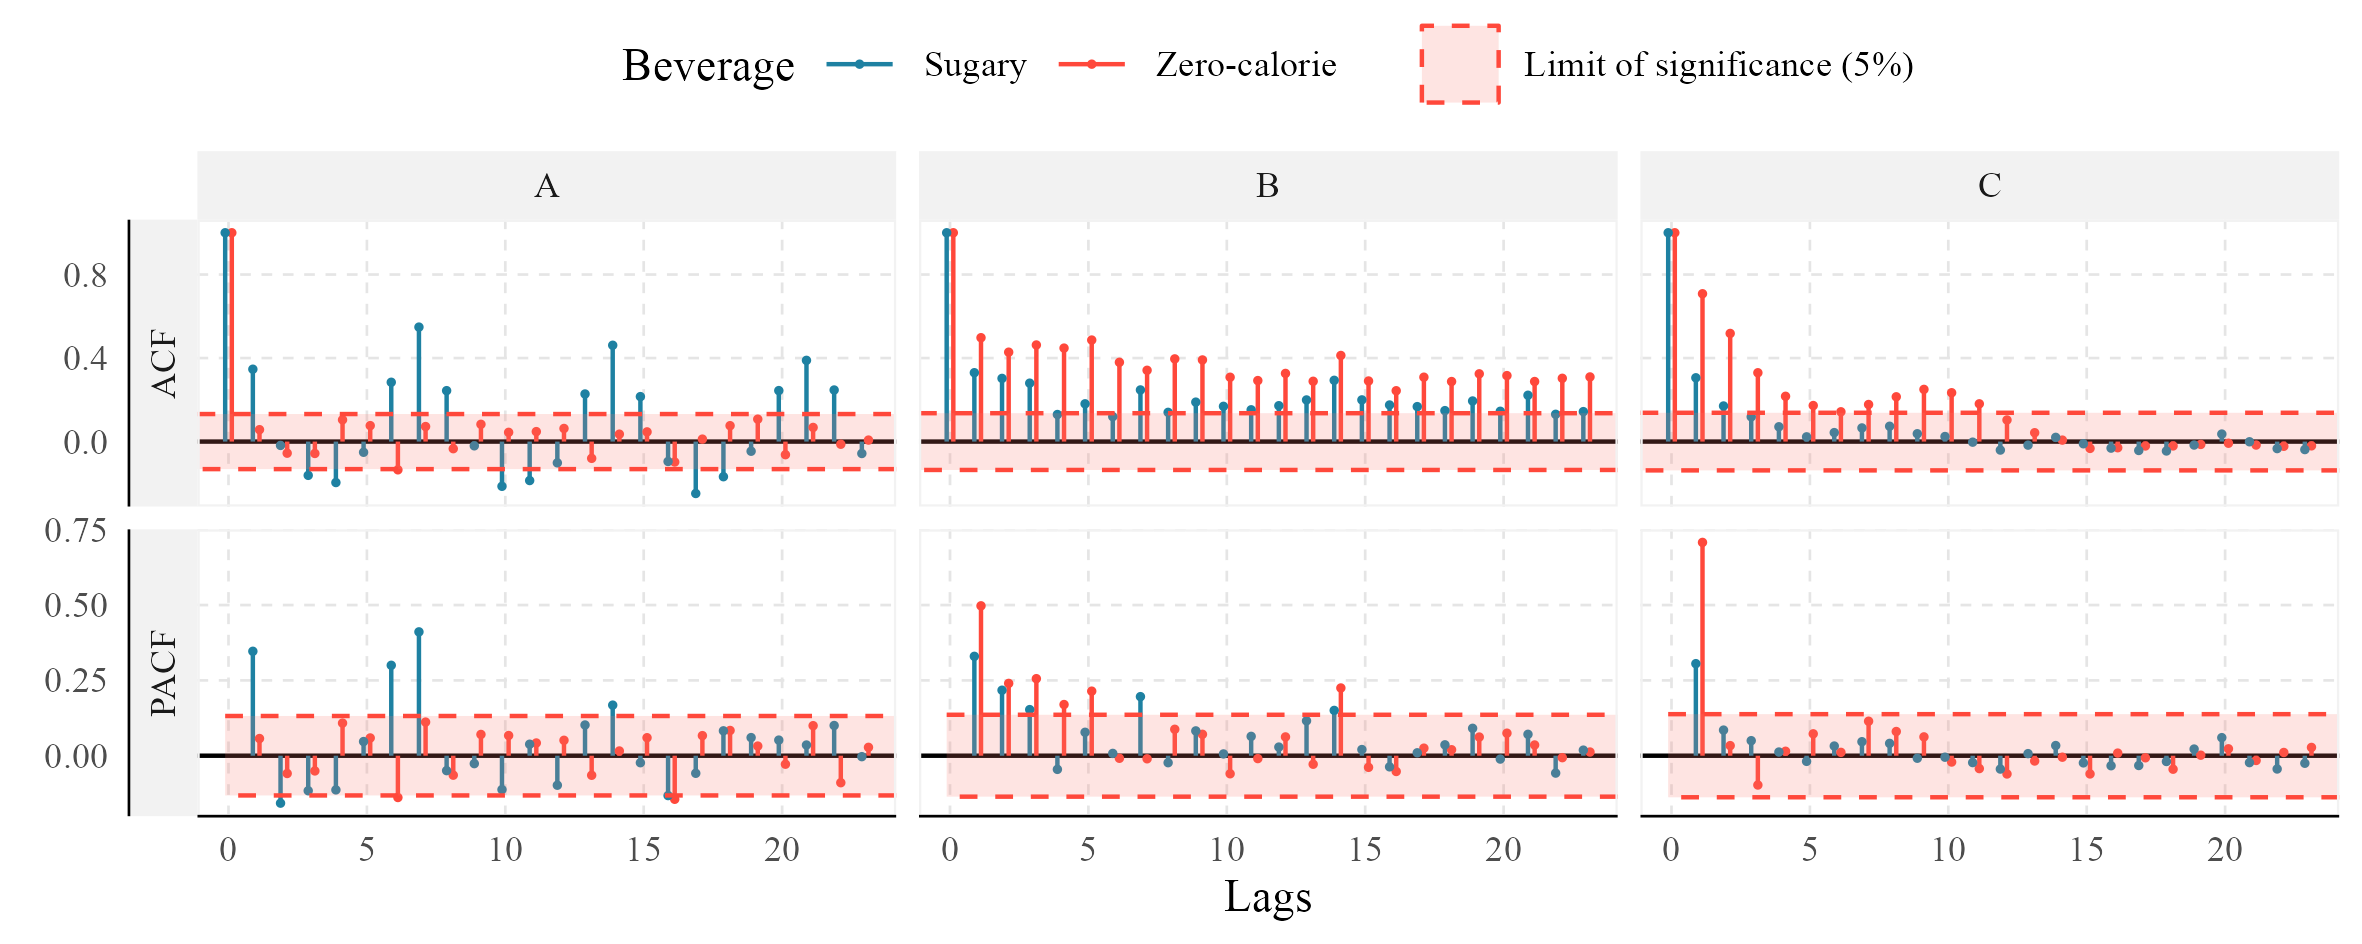 Beverage Sugary Zero-calorie Limit of significance (5%)
A B C
ACF
0.8
0.4
0.0
PACF
0.75
0.50
0.25
0.00
0 5 10 15 20 0 5 10 15 20 0 5 10 15 20
Lags